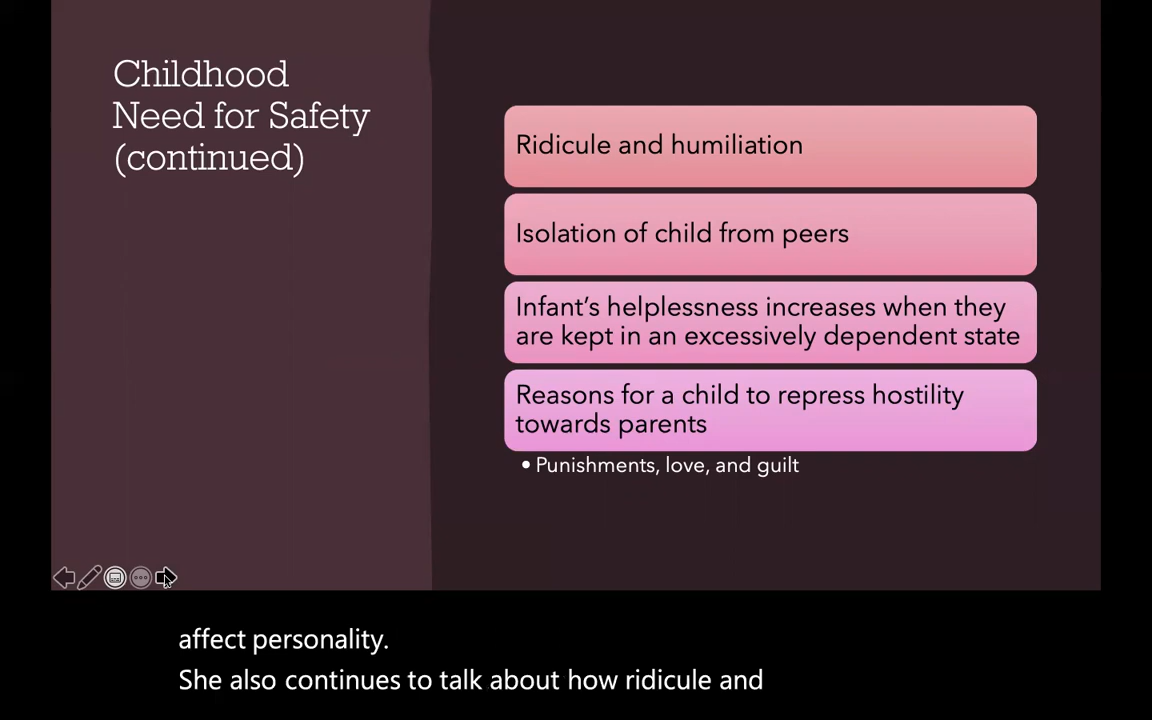 Childhood
Need for Safety
(continued)
Ridicule and humiliation
Isolation of child from peers
Infant’s helplessness increases when they
are kept in an excessively dependent state
Reasons for a child to repress hostility
towards parents
• Punishments, love, and guilt
affect personality.
She also continues to talk about how ridicule and